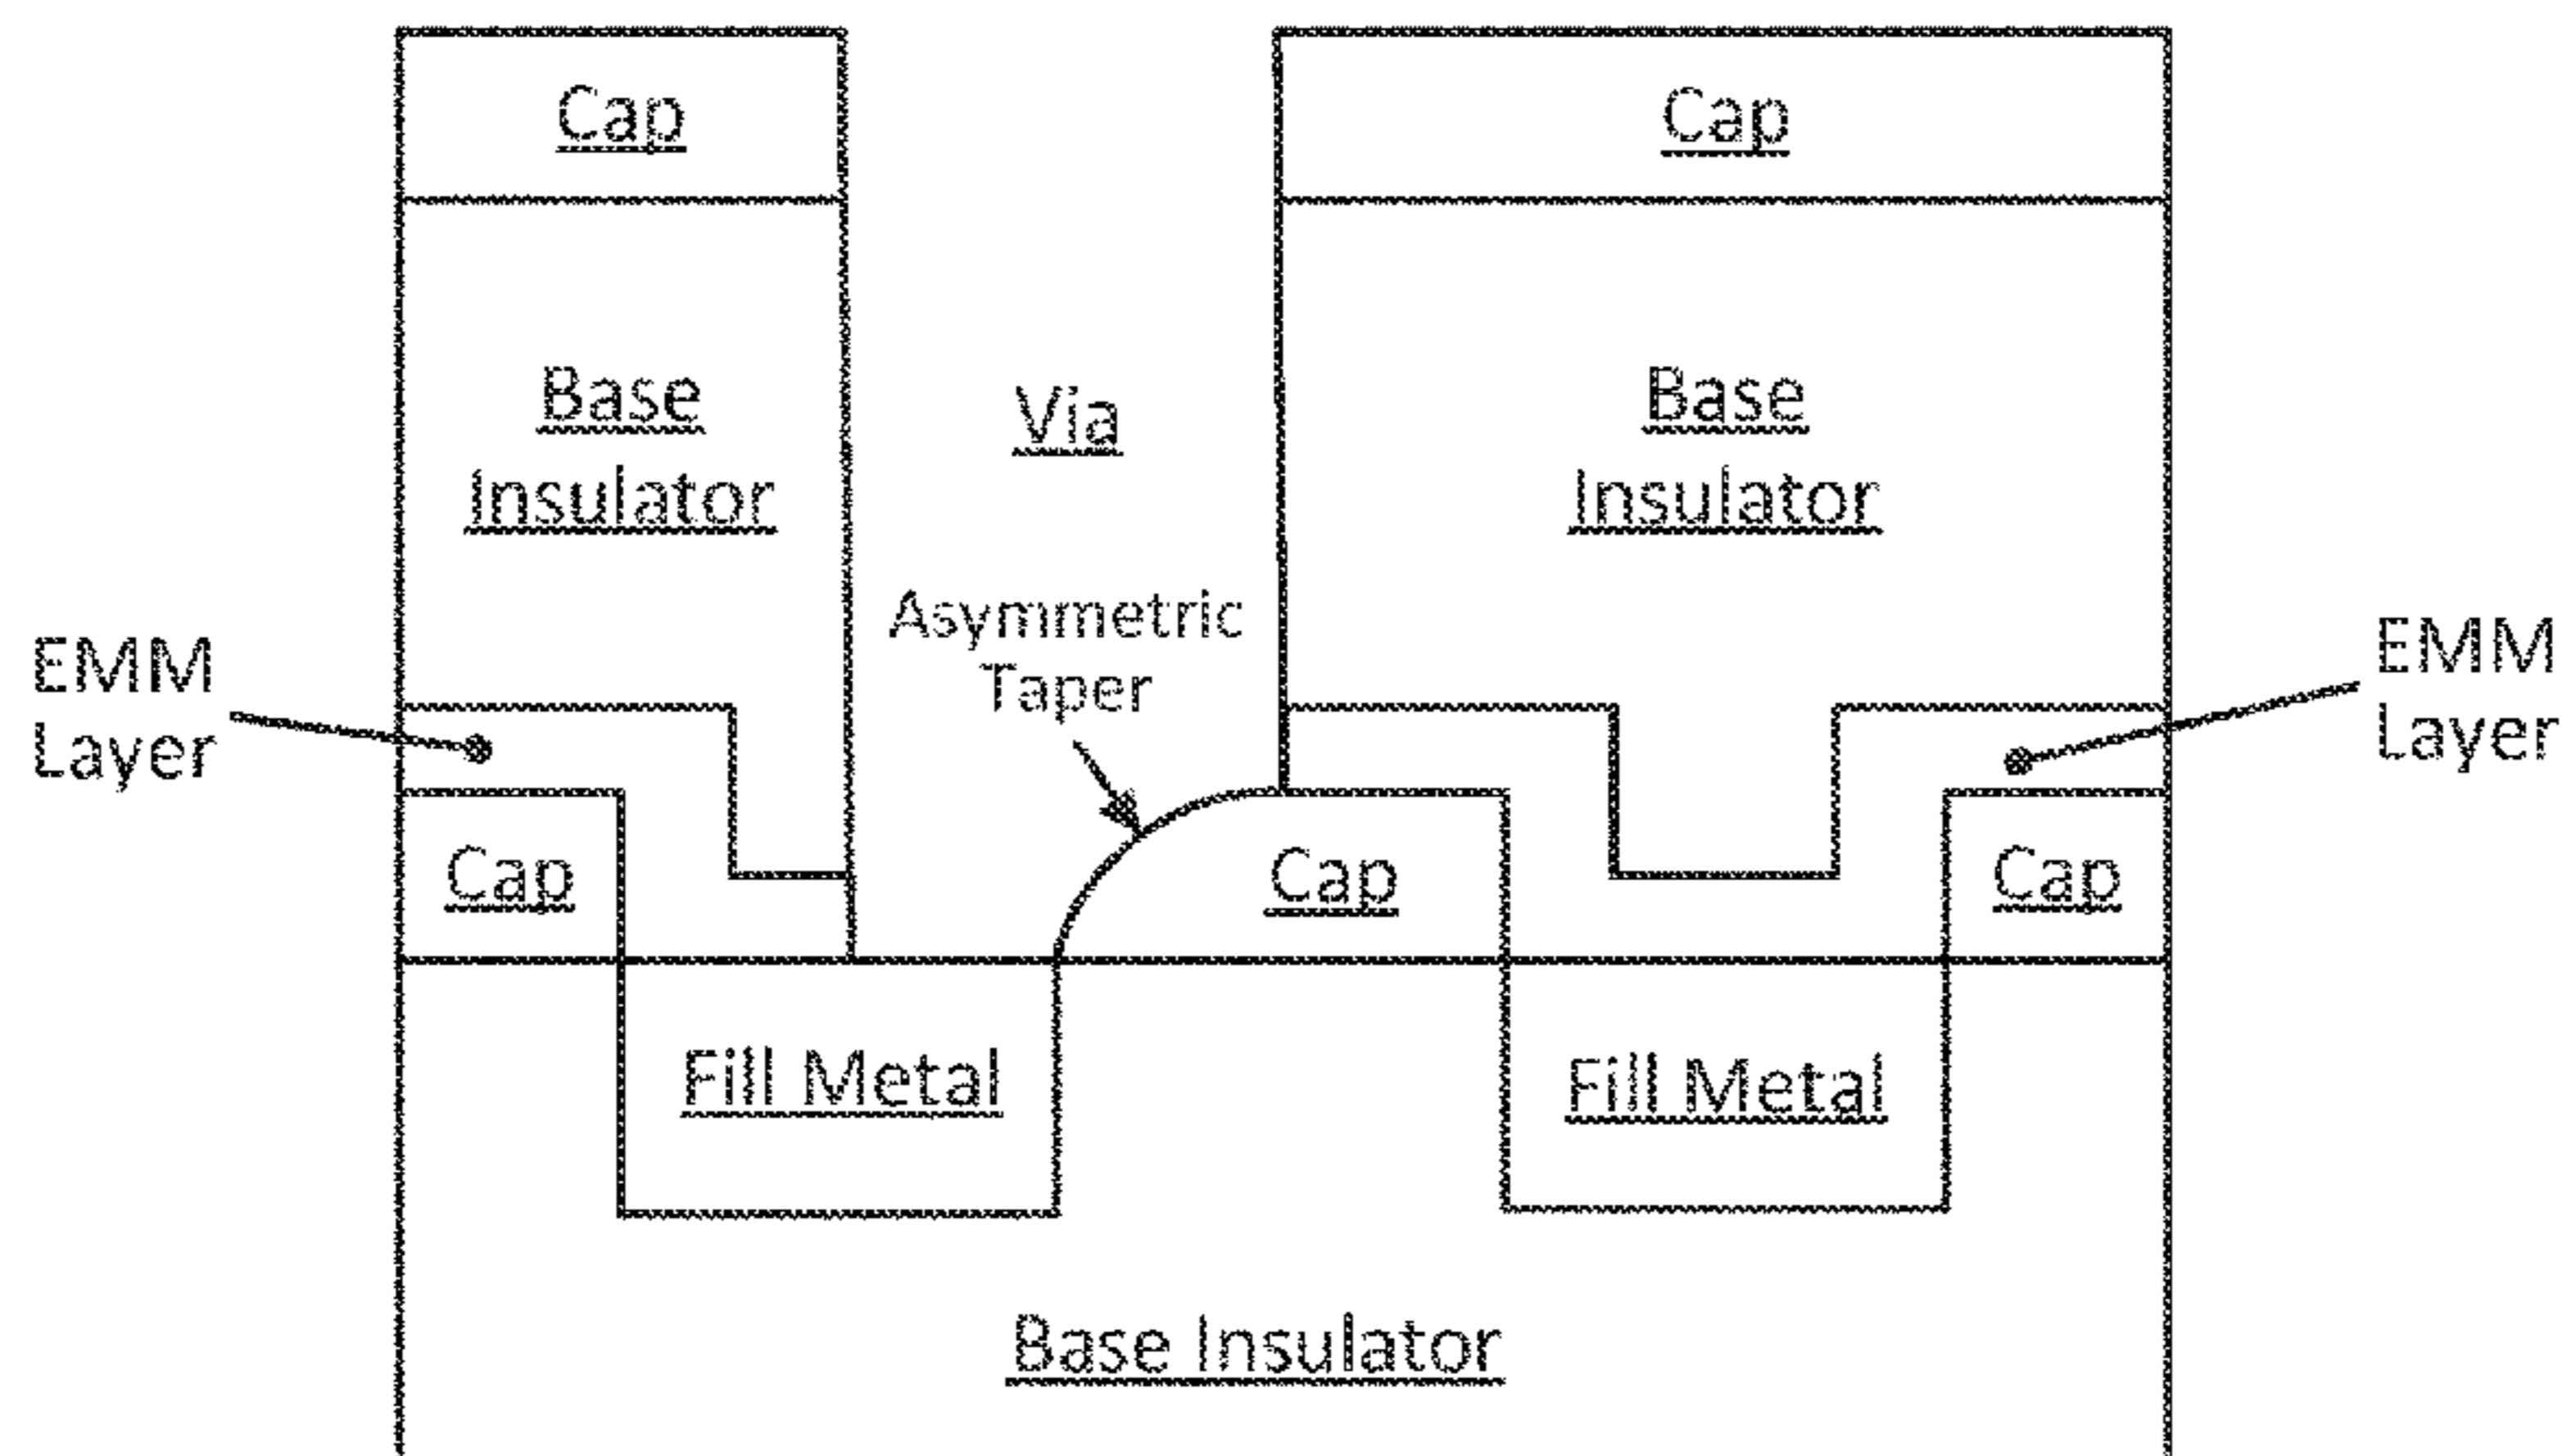 Cap
Cap
Base
Insulator
Via
Base
Insulator
Asymmetric
Taper
EMM
Layer
EMM
Layer
Cap
Cap
Cap
Fill Metal
Fill Metal
Base Insulator